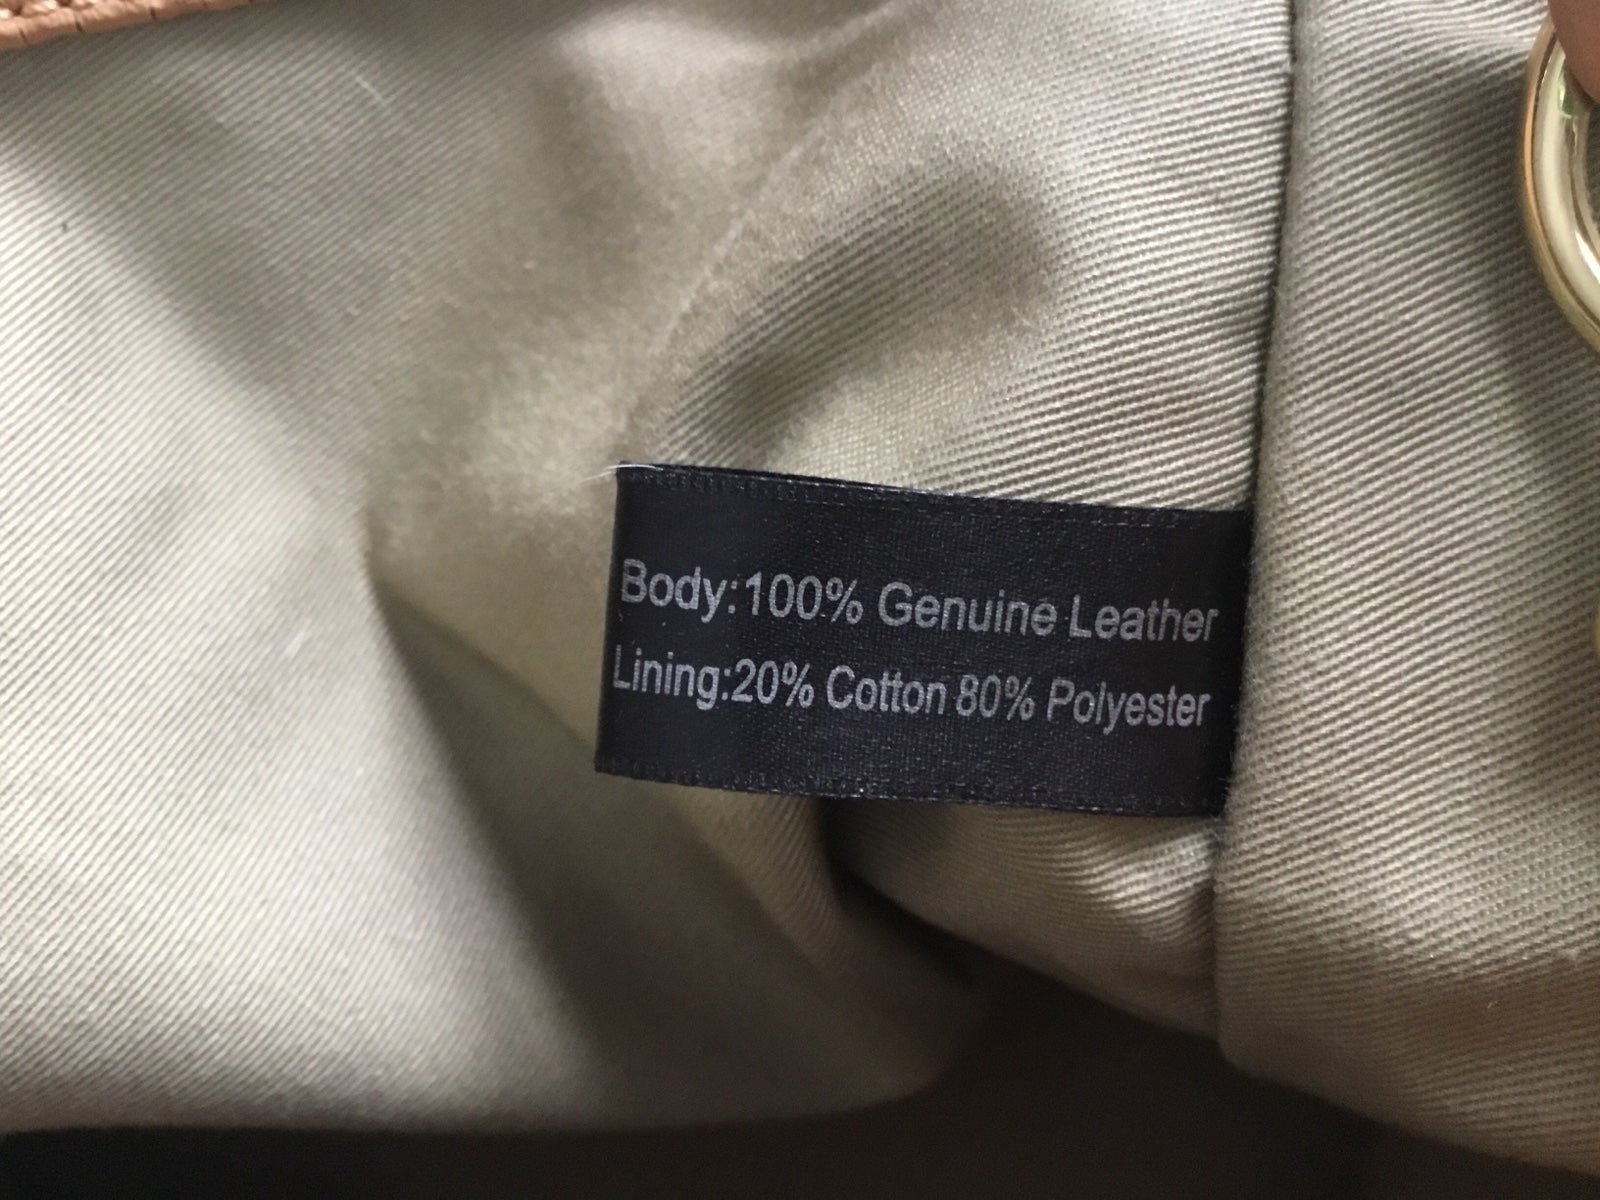 Body:100% Genuine Leather
Lining:20% Cotton 80% Polyester